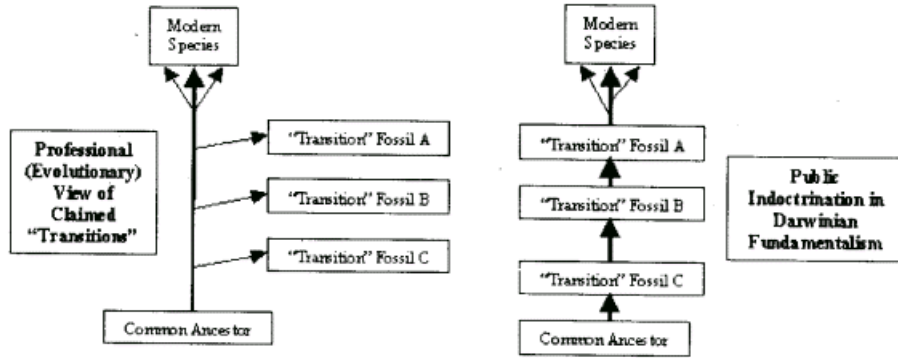 Modern
Species
"Transition" Fossil A
Professional
(Evolutionary)
View of
Claimed
"Transitions"
"Transition" Fossil B
"Transition" Fossil C
Common Ancestor
Modern
Species
"Transition" Fossil A
"Transition" Fossil B
Public
Indoctrination in
Darwinian
Fundamentalism
"Transition" Fossil C
Common Ancestor